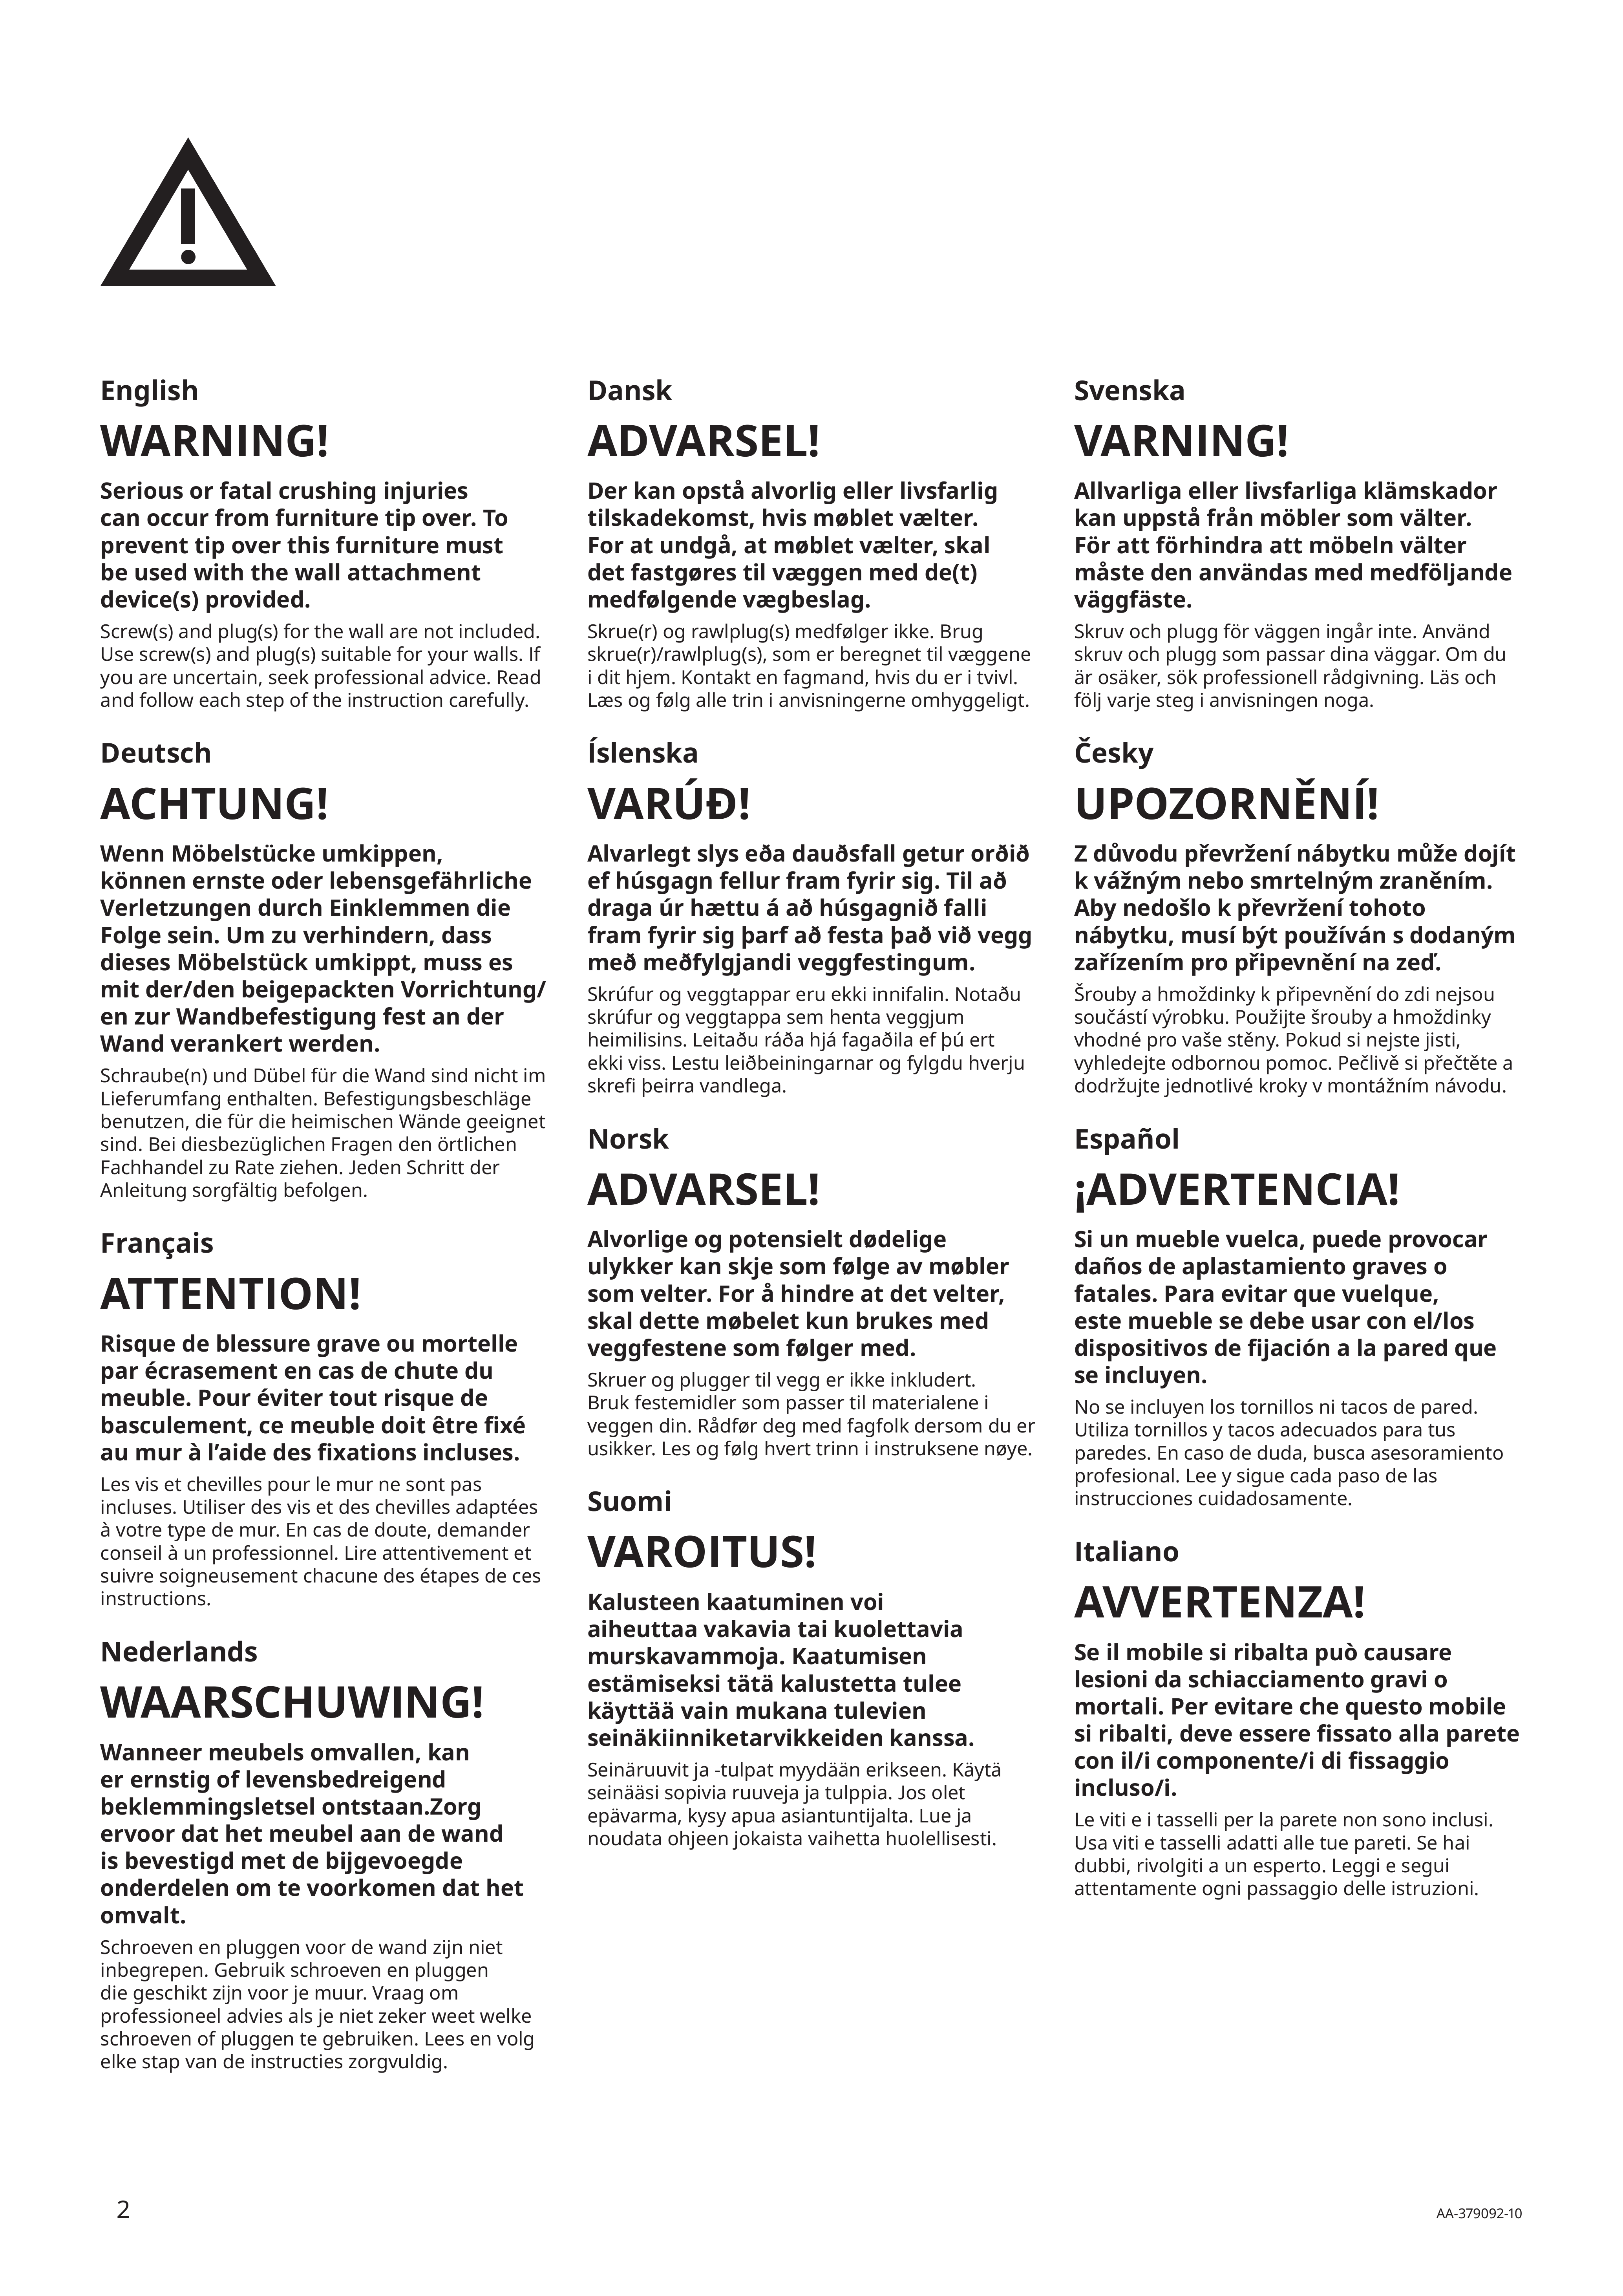 English
WARNING!
Serious or fatal crushing injuries
can occur from furniture tip over. To
prevent tip over this furniture must
be used with the wall attachment
device(s) provided.
Screw(s) and plug(s) for the wall are not included.
Use screw(s) and plug(s) suitable for your walls. If
you are uncertain, seek professional advice. Read
and follow each step of the instruction carefully.
Deutsch
ACHTUNG!
Wenn Möbelstücke umkippen,
können ernste oder lebensgefährliche
Verletzungen durch Einklemmen die
Folge sein. Um zu verhindern, dass
dieses Möbelstück umkippt, muss es
mit der/den beigepackten Vorrichtung/
en zur Wandbefestigung fest an der
Wand verankert werden.
Schraube(n) und Dübel für die Wand sind nicht im
Lieferumfang enthalten. Befestigungsbeschläge
benutzen, die für die heimischen Wände geeignet
sind. Bei diesbezüglichen Fragen den örtlichen
Fachhandel zu Rate ziehen. Jeden Schritt der
Anleitung sorgfältig befolgen.
Français
ATTENTION!
Risque de blessure grave ou mortelle
par écrasement en cas de chute du
meuble. Pour éviter tout risque de
basculement, ce meuble doit être fixé
au mur à l’aide des fixations incluses.
Les vis et chevilles pour le mur ne sont pas
incluses. Utiliser des vis et des chevilles adaptées
à votre type de mur. En cas de doute, demander
conseil à un professionnel. Lire attentivement et
suivre soigneusement chacune des étapes de ces
instructions.
Nederlands
WAARSCHUWING!
Wanneer meubels omvallen, kan
er ernstig of levensbedreigend
beklemmingsletsel ontstaan.Zorg
ervoor dat het meubel aan de wand
is bevestigd met de bijgevoegde
onderdelen om te voorkomen dat het
omvalt.
Schroeven en pluggen voor de wand zijn niet
inbegrepen. Gebruik schroeven en pluggen
die geschikt zijn voor je muur. Vraag om
professioneel advies als je niet zeker weet welke
schroeven of pluggen te gebruiken. Lees en volg
elke stap van de instructies zorgvuldig.
Dansk
ADVARSEL!
Der kan opstå alvorlig eller livsfarlig
tilskadekomst, hvis møblet vælter.
For at undgå, at møblet vælter, skal
det fastgøres til væggen med de(t)
medfølgende vægbeslag.
Skrue(r) og rawlplug(s) medfølger ikke. Brug
skrue(r)/rawlplug(s), som er beregnet til væggene
i dit hjem. Kontakt en fagmand, hvis du er i tvivl.
Læs og følg alle trin i anvisningerne omhyggeligt.
Íslenska
VARÚÐ!
Alvarlegt slys eða dauðsfall getur orðið
ef húsgagn fellur fram fyrir sig. Til að
draga úr hættu á að húsgagnið falli
fram fyrir sig þarf að festa það við vegg
með meðfylgjandi veggfestingum.
Skrúfur og veggtappar eru ekki innifalin. Notaðu
skrúfur og veggtappa sem henta veggjum
heimilisins. Leitaðu ráða hjá fagaðila ef þú ert
ekki viss. Lestu leiðbeiningarnar og fylgdu hverju
skrefi þeirra vandlega.
Norsk
ADVARSEL!
Alvorlige og potensielt dødelige
ulykker kan skje som følge av møbler
som velter. For å hindre at det velter,
skal dette møbelet kun brukes med
veggfestene som følger med.
Skruer og plugger til vegg er ikke inkludert.
Bruk festemidler som passer til materialene i
veggen din. Rådfør deg med fagfolk dersom du er
usikker. Les og følg hvert trinn i instruksene nøye.
Suomi
VAROITUS!
Kalusteen kaatuminen voi
aiheuttaa vakavia tai kuolettavia
murskavammoja. Kaatumisen
estämiseksi tätä kalustetta tulee
käyttää vain mukana tulevien
seinäkiinniketarvikkeiden kanssa.
Seinäruuvit ja -tulpat myydään erikseen. Käytä
seinääsi sopivia ruuveja ja tulppia. Jos olet
epävarma, kysy apua asiantuntijalta. Lue ja
noudata ohjeen jokaista vaihetta huolellisesti.
Svenska
VARNING!
Allvarliga eller livsfarliga klämskador
kan uppstå från möbler som välter.
För att förhindra att möbeln välter
måste den användas med medföljande
väggfäste.
Skruv och plugg för väggen ingår inte. Använd
skruv och plugg som passar dina väggar. Om du
är osäker, sök professionell rådgivning. Läs och
följ varje steg i anvisningen noga.
Česky
UPOZORNĚNÍ!
Z důvodu převržení nábytku může dojít
k vážným nebo smrtelným zraněním.
Aby nedošlo k převržení tohoto
nábytku, musí být používán s dodaným
zařízením pro připevnění na zeď.
Šrouby a hmoždinky k připevnění do zdi nejsou
součástí výrobku. Použijte šrouby a hmoždinky
vhodné pro vaše stěny. Pokud si nejste jisti,
vyhledejte odbornou pomoc. Pečlivě si přečtěte a
dodržujte jednotlivé kroky v montážním návodu.
Español
¡ADVERTENCIA!
Si un mueble vuelca, puede provocar
daños de aplastamiento graves o
fatales. Para evitar que vuelque,
este mueble se debe usar con el/los
dispositivos de fijación a la pared que
se incluyen.
No se incluyen los tornillos ni tacos de pared.
Utiliza tornillos y tacos adecuados para tus
paredes. En caso de duda, busca asesoramiento
profesional. Lee y sigue cada paso de las
instrucciones cuidadosamente.
Italiano
AVVERTENZA!
Se il mobile si ribalta può causare
lesioni da schiacciamento gravi o
mortali. Per evitare che questo mobile
si ribalti, deve essere fissato alla parete
con il/i componente/i di fissaggio
incluso/i.
Le viti e i tasselli per la parete non sono inclusi.
Usa viti e tasselli adatti alle tue pareti. Se hai
dubbi, rivolgiti a un esperto. Leggi e segui
attentamente ogni passaggio delle istruzioni.
2
AA-379092-10